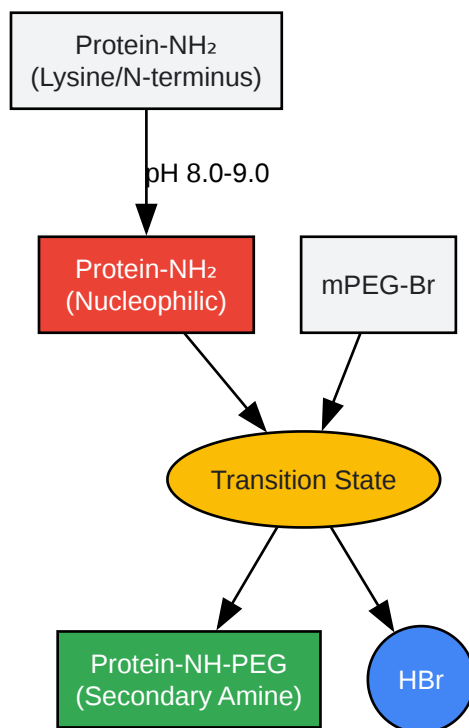 Protein-NH₂
(Lysine/N-terminus)
pH 8.0-9.0
Protein-NH₂
(Nucleophilic)
mPEG-Br
Transition State
Protein-NH-PEG
(Secondary Amine)
HBr